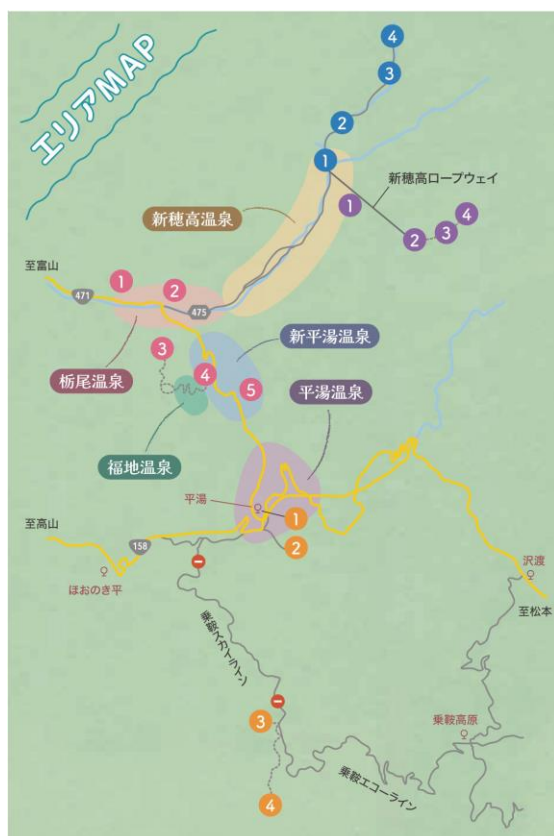 エリアMAP
4
3
2
1
新穂高ロープウェイ
1
4
3
2
新穂高温泉
至富山
1
2
471
475
栃尾温泉
3
新平湯温泉
4
5
福地温泉
平湯温泉
平湯
1
2
至高山
158
ほおのき平
沢渡
至松本
乗鞍スカイライン
3
乗鞍高原
乗鞍エコーライン
4